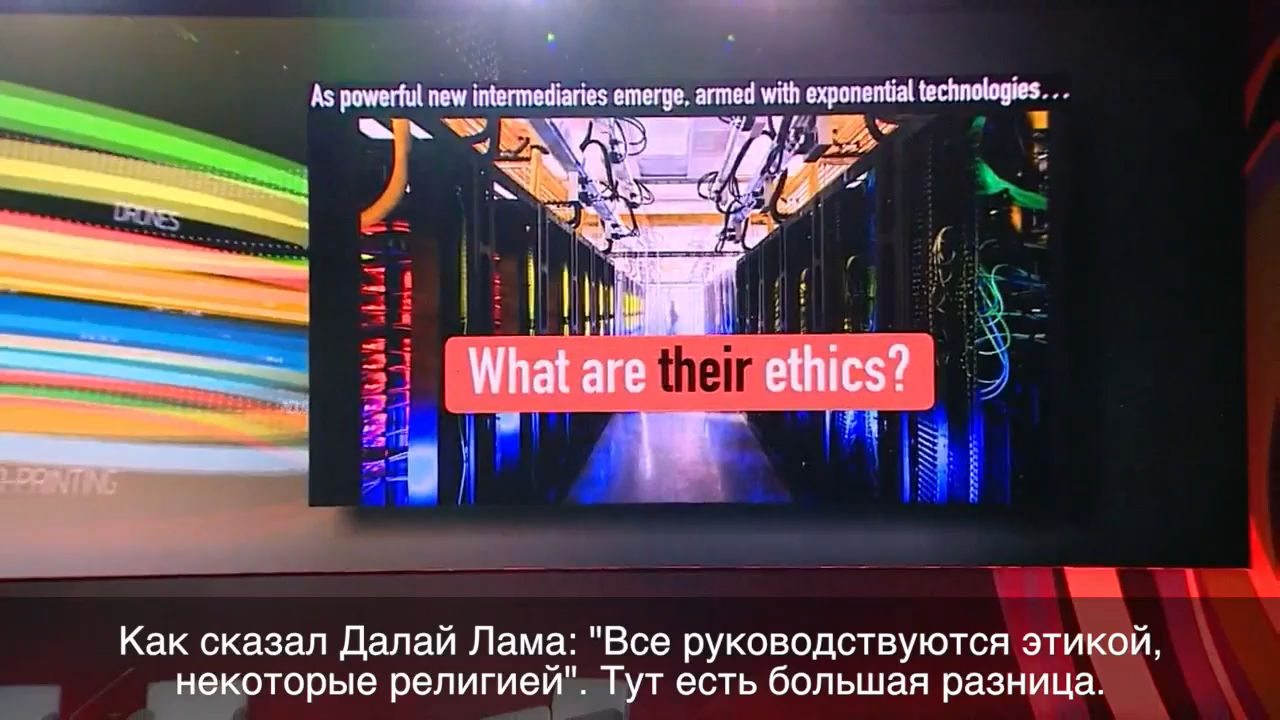 As powerful new intermediaries emerge, armed with exponential technologies...
DRONES
What are their ethics?
-PRINTING
Как сказал Далай Лама: "Все руководствуются этикой,
некоторые религией". Тут есть большая разница.